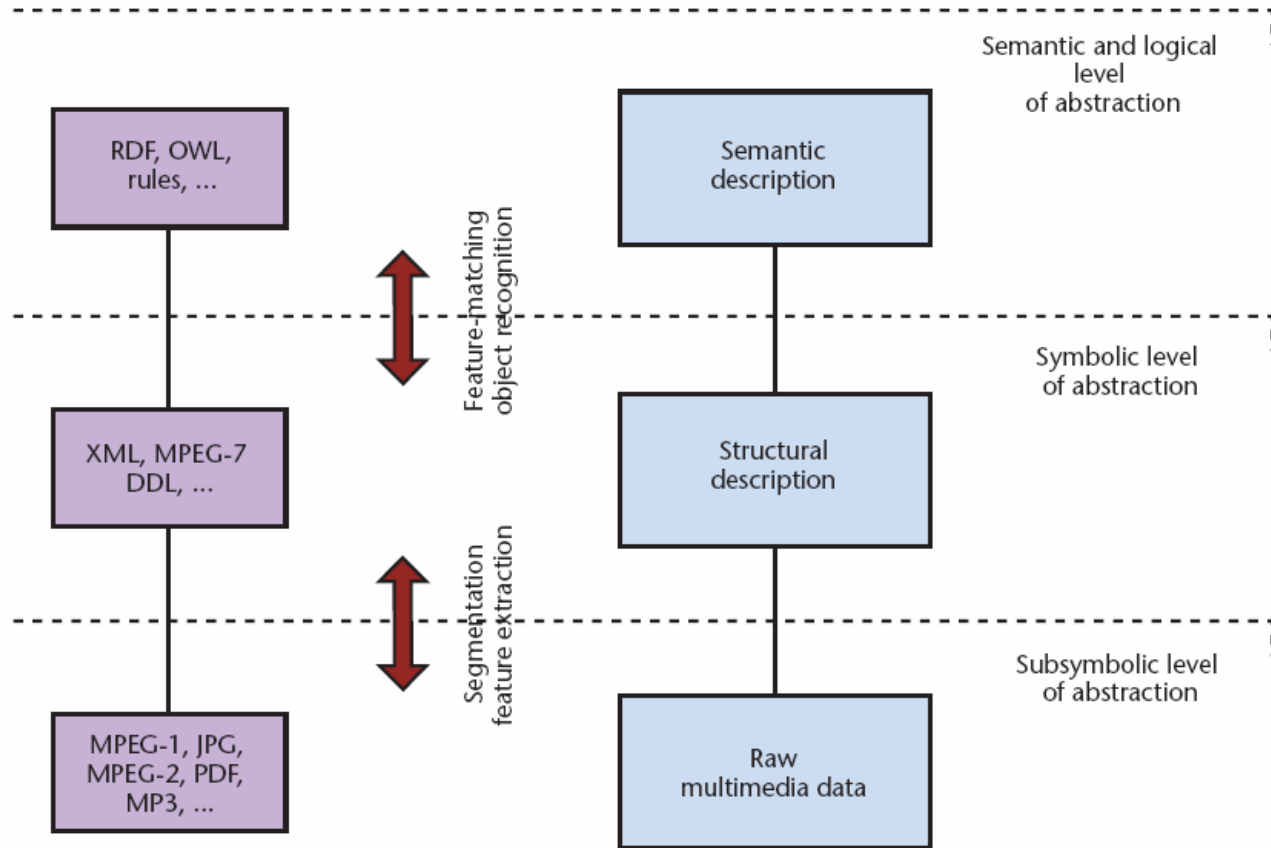 Semantic and logical
level
of abstraction
RDF, OWL,
rules, ...
Semantic
description
Feature-matching
object recognition
Symbolic level
of abstraction
XML, MPEG-7
DDL, ...
Structural
description
Segmentation
feature extraction
Subsymbolic level
of abstraction
MPEG-1, JPG,
MPEG-2, PDF,
MP3, ...
Raw
multimedia data